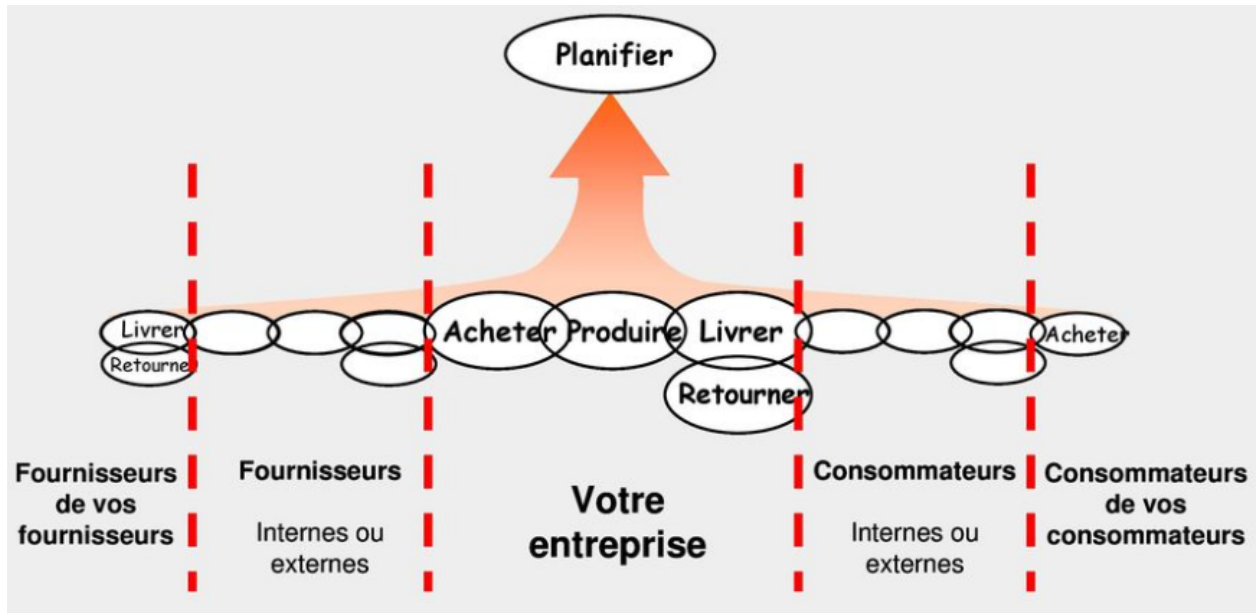 Planifier
Livrer
Retourne
Acheter
Produire
Livrer
Retourner
Acheter
Fournisseurs
de vos
fournisseurs
Fournisseurs
Internes ou
externes
Votre
entreprise
Consommateurs
Internes ou
externes
Consommateurs
de vos
consommateurs